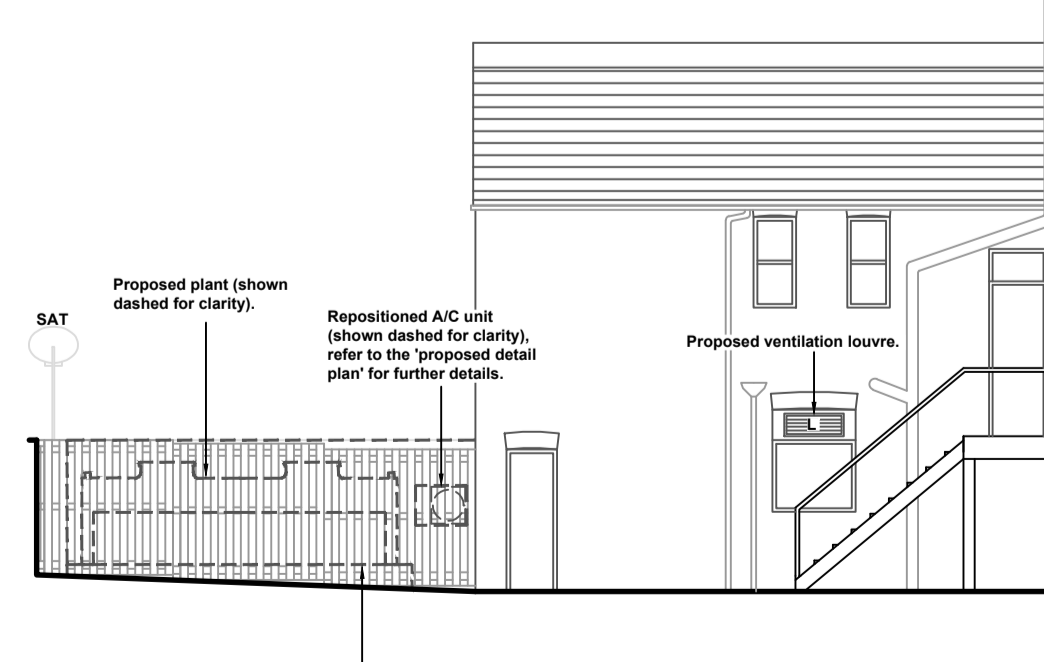 Proposed plant (shown
dashed for clarity).
SAT
Repositioned A/C unit
(shown dashed for clarity),
refer to the 'proposed detail
plan' for further details.
Proposed ventilation louvre.
L